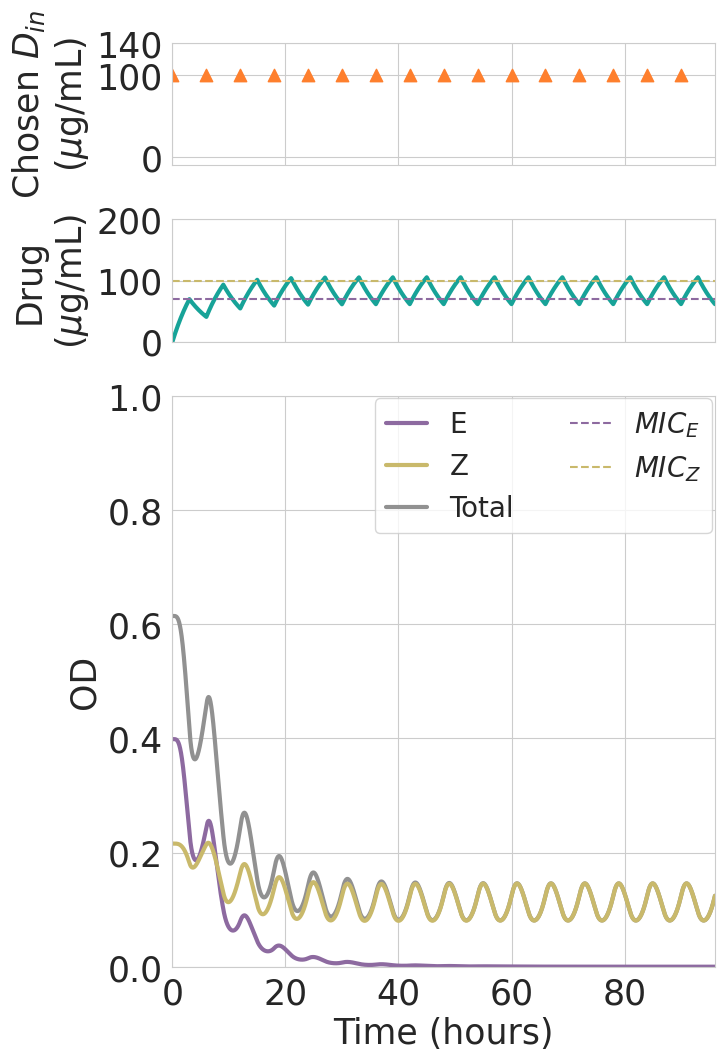 Chosen $D_{in}$
(μg/mL)
140
100
0
Drug
(μg/mL)
200
100
0
OD
1.0
0.8
0.6
0.4
0.2
0.0
E
Z
Total
$MIC_E$
$MIC_Z$
0 20 40 60 80
Time (hours)